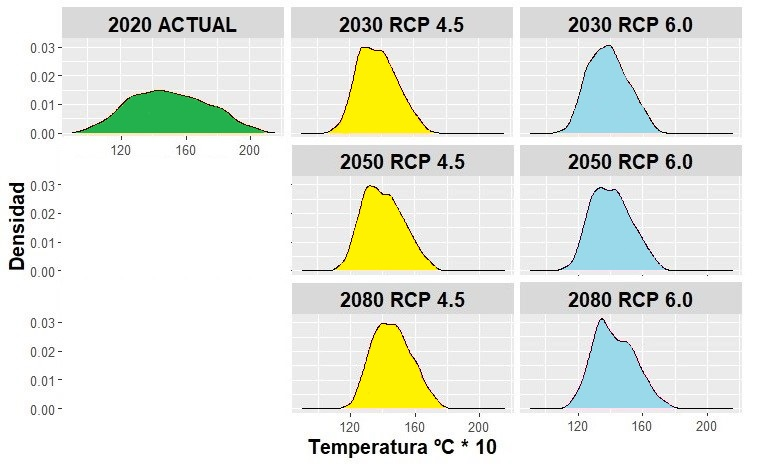 2020 ACTUAL 2030 RCP 4.5 2030 RCP 6.0
0.03
0.02
0.01
0.00
120 160 200
2050 RCP 4.5 2050 RCP 6.0
0.03
0.02
0.01
0.00
Densidad
2080 RCP 4.5 2080 RCP 6.0
0.03
0.02
0.01
0.00
120 160 200 120 160 200
Temperatura ºC * 10